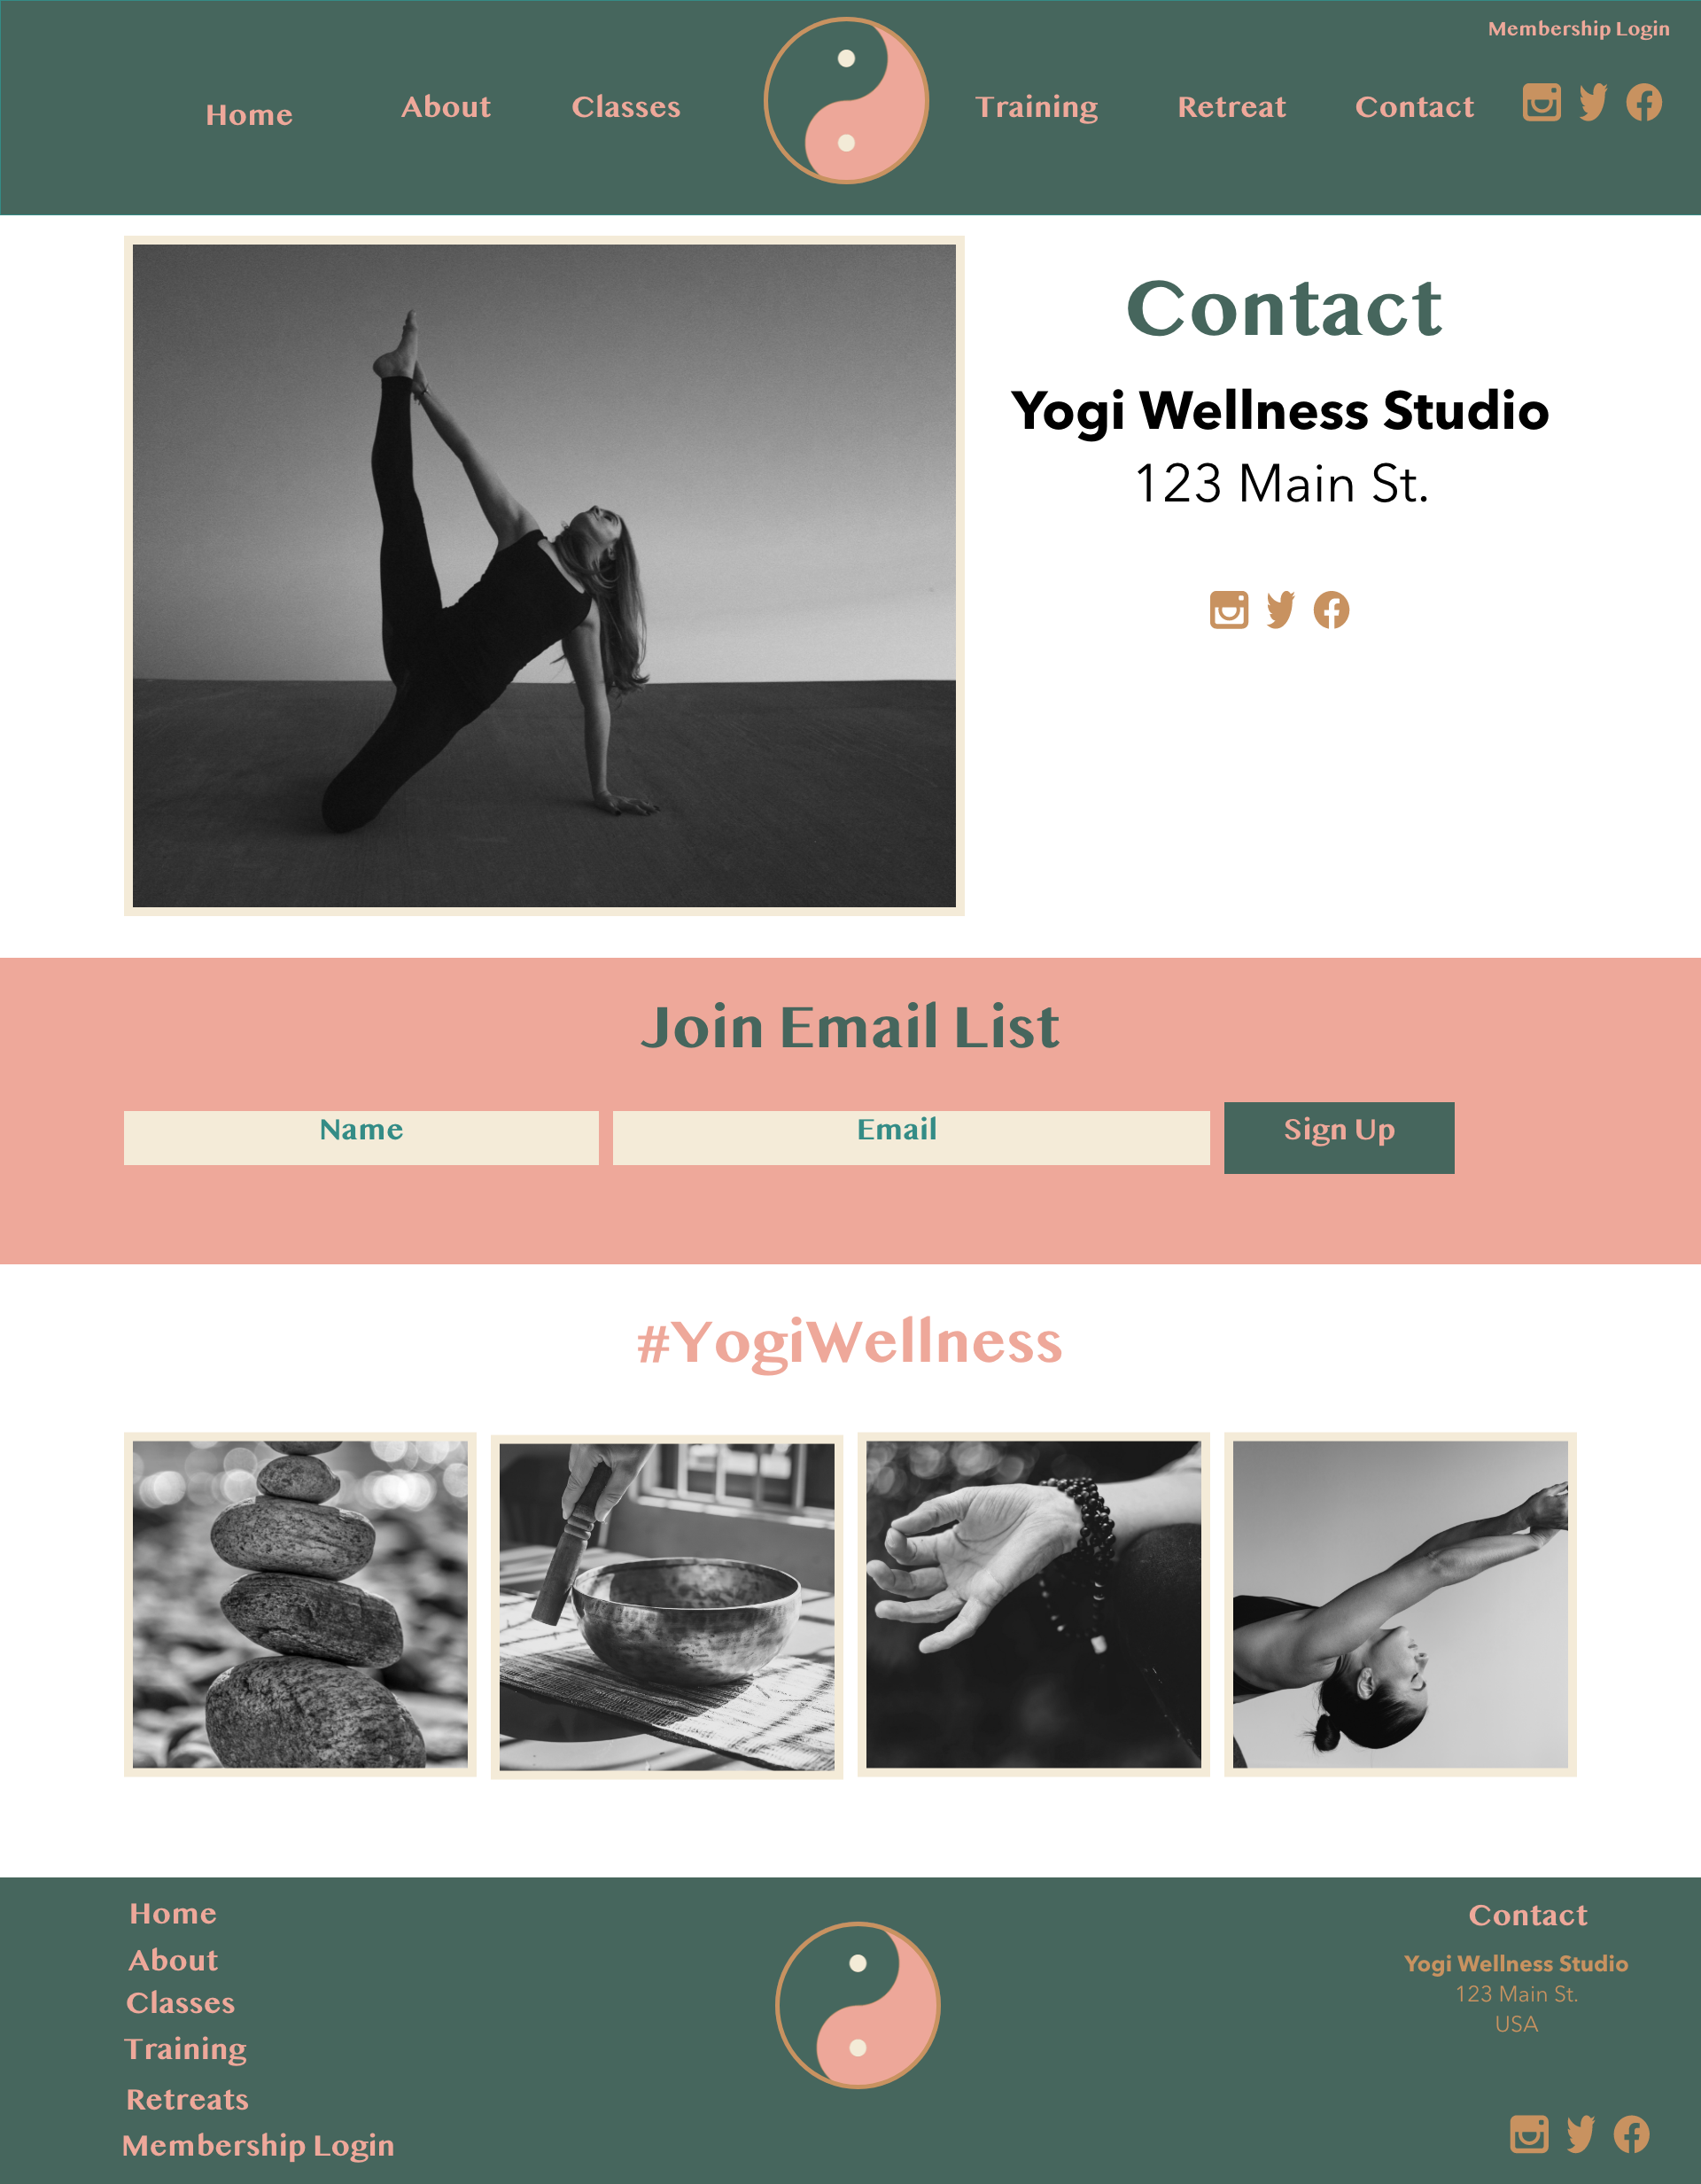 Membership Login
Home
About
Classes
Training
Retreat
Contact
Contact
Yogi Wellness Studio
123 Main St.
Join Email List
Name
Email
Sign Up
#YogiWellness
Home
About
Classes
Training
Retreats
Membership Login
Contact
Yogi Wellness Studio
123 Main St.
USA